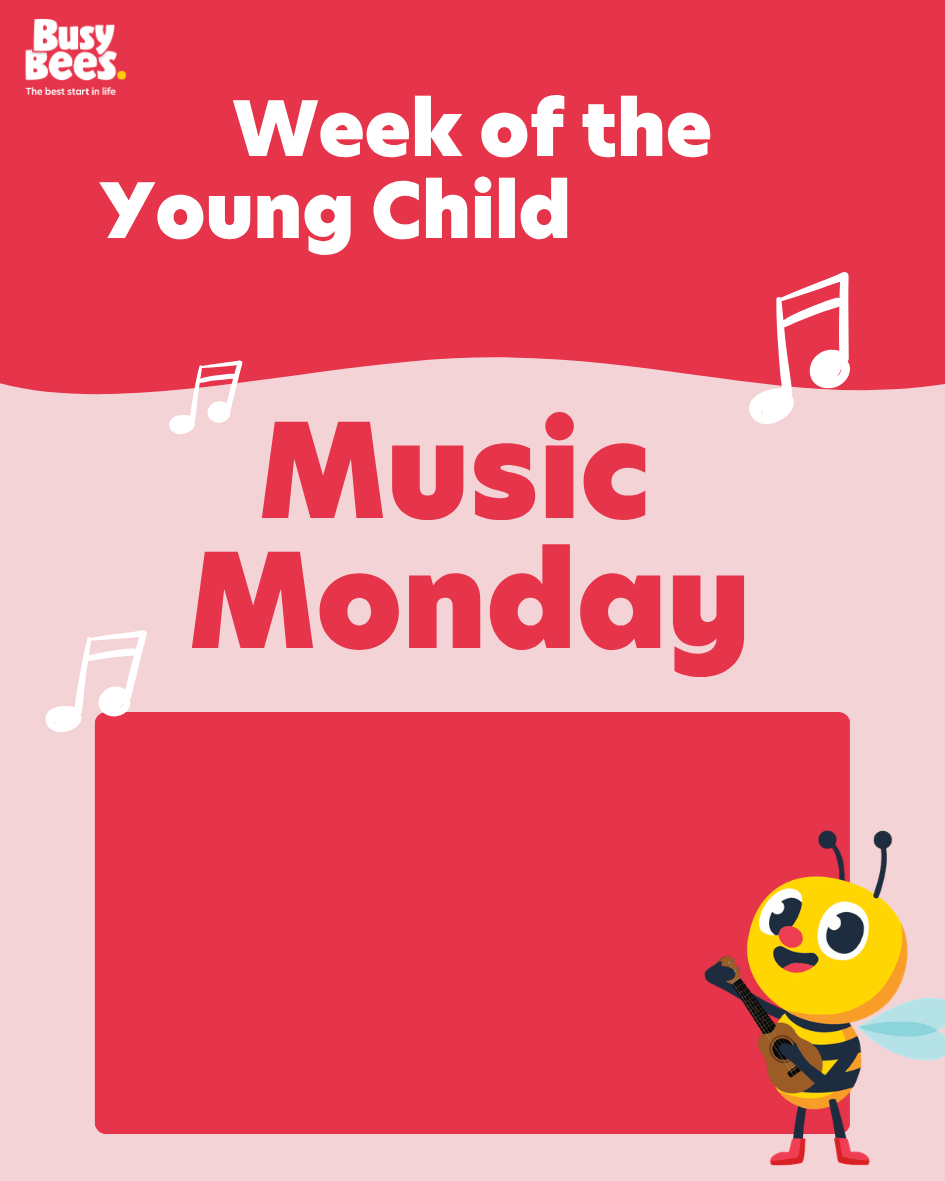 Busy
Bees.
The best start in life
Week of the
Young Child
Music
Monday